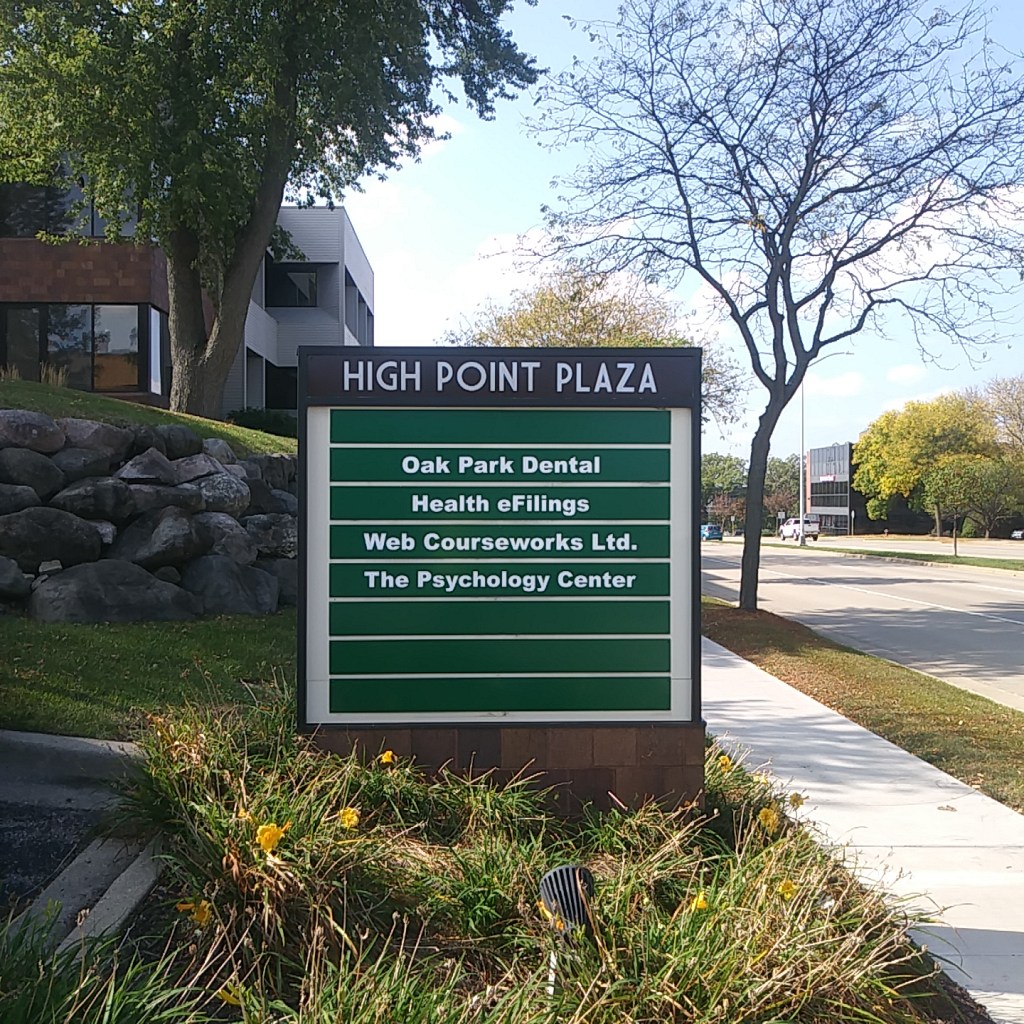 HIGH POINT PLAZA
Oak Park Dental
Health eFilings
Web Courseworks Ltd.
The Psychology Center